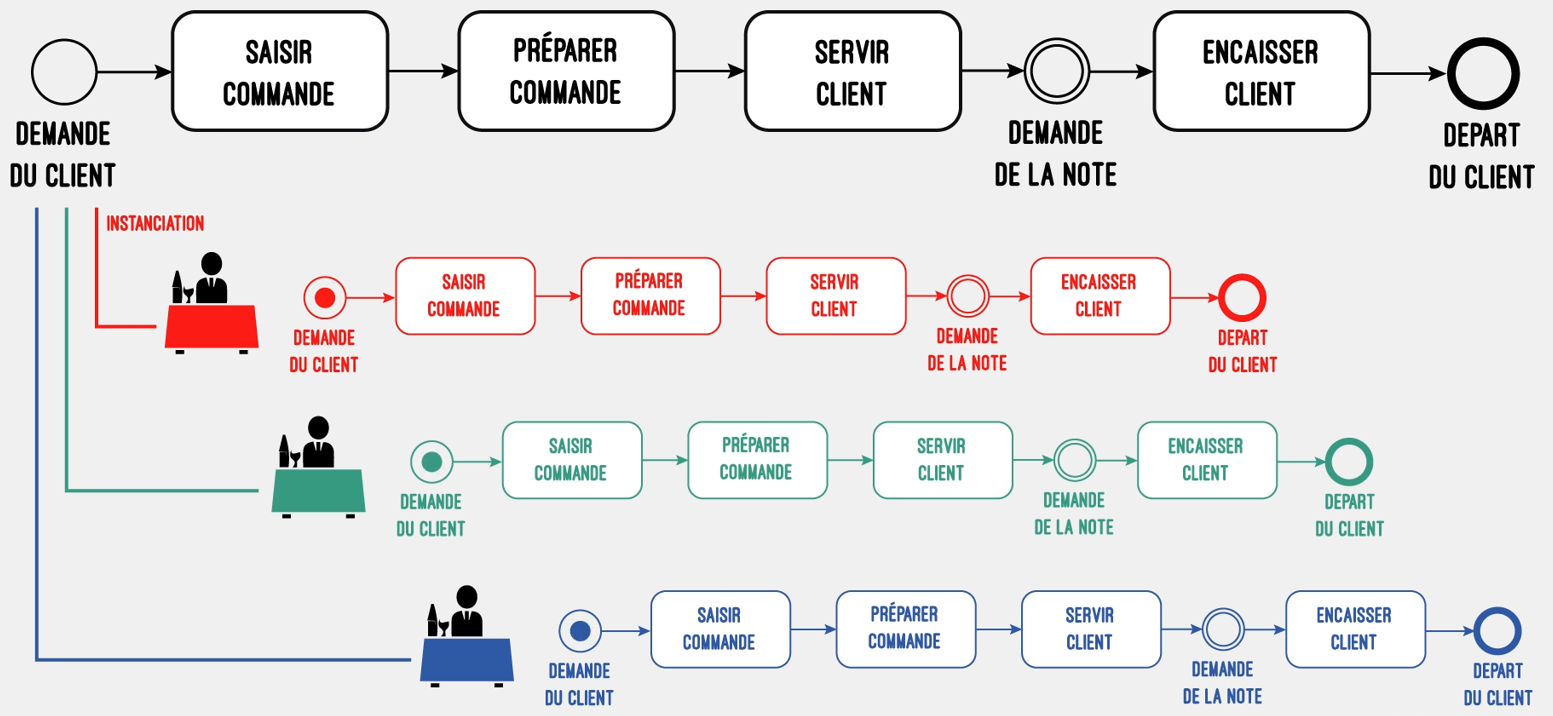 SAISIR
COMMANDE
PRÉPARER
COMMANDE
SERVIR
CLIENT
ENCAISSER
CLIENT
DEMANDE
DU CLIENT
DEMANDE
DE LA NOTE
DEPART
DU CLIENT
INSTANCIATION
SAISIR
COMMANDE
PRÉPARER
COMMANDE
SERVIR
CLIENT
ENCAISSER
CLIENT
DEMANDE
DU CLIENT
DEMANDE
DE LA NOTE
DEPART
DU CLIENT
SAISIR
COMMANDE
PRÉPARER
COMMANDE
SERVIR
CLIENT
ENCAISSER
CLIENT
DEMANDE
DU CLIENT
DEMANDE
DE LA NOTE
DEPART
DU CLIENT
SAISIR
COMMANDE
PRÉPARER
COMMANDE
SERVIR
CLIENT
ENCAISSER
CLIENT
DEMANDE
DU CLIENT
DEMANDE
DE LA NOTE
DEPART
DU CLIENT